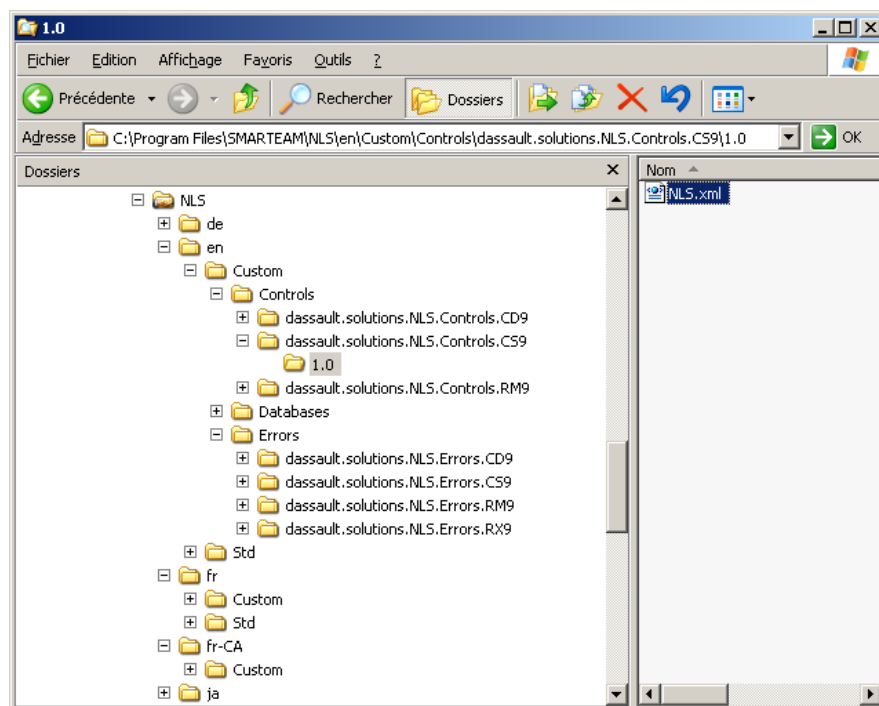 1.0
Fichier Edition Affichage Favoris Outils ?
Précédente Rechercher Dossiers
Adresse C:\Program Files\SMARTEAM\NLS\en\Custom\Controls\dassault.solutions.NLS.Controls.CS9\1.0 OK
Dossiers x Nom
NLS NLS.xml
de
en
Custom
Controls
dassault.solutions.NLS.Controls.CD9
dassault.solutions.NLS.Controls.CS9
1.0
dassault.solutions.NLS.Controls.RM9
Databases
Errors
dassault.solutions.NLS.Errors.CD9
dassault.solutions.NLS.Errors.CS9
dassault.solutions.NLS.Errors.RM9
dassault.solutions.NLS.Errors.RX9
Std
fr
Custom
Std
fr-CA
Custom
ja